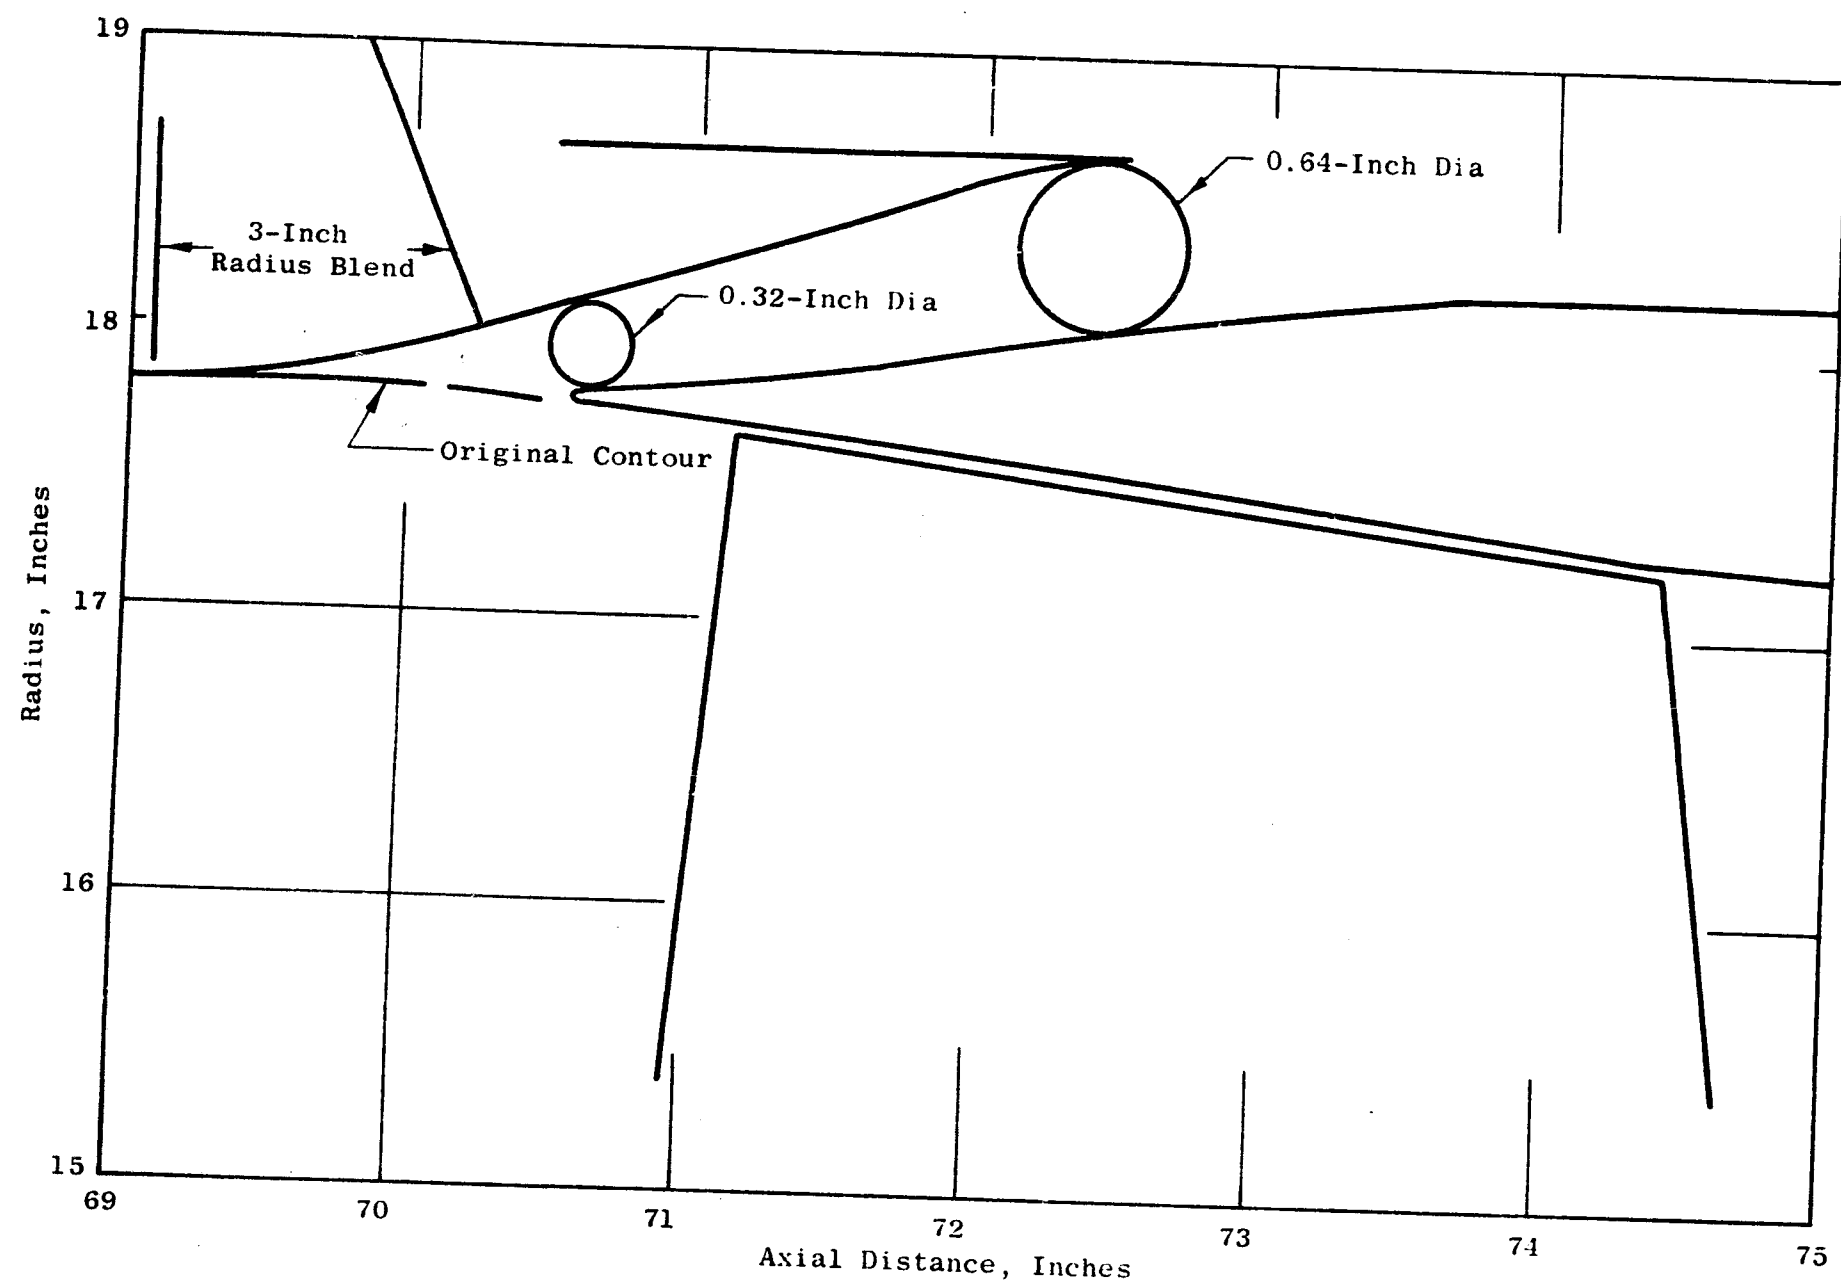 19
0.64-Inch Dia
3-Inch
Radius Blend
0.32-Inch Dia
18
Original Contour
Radius, Inches
17
16
15
69
70
71
72
73
74
75
Axial Distance, Inches